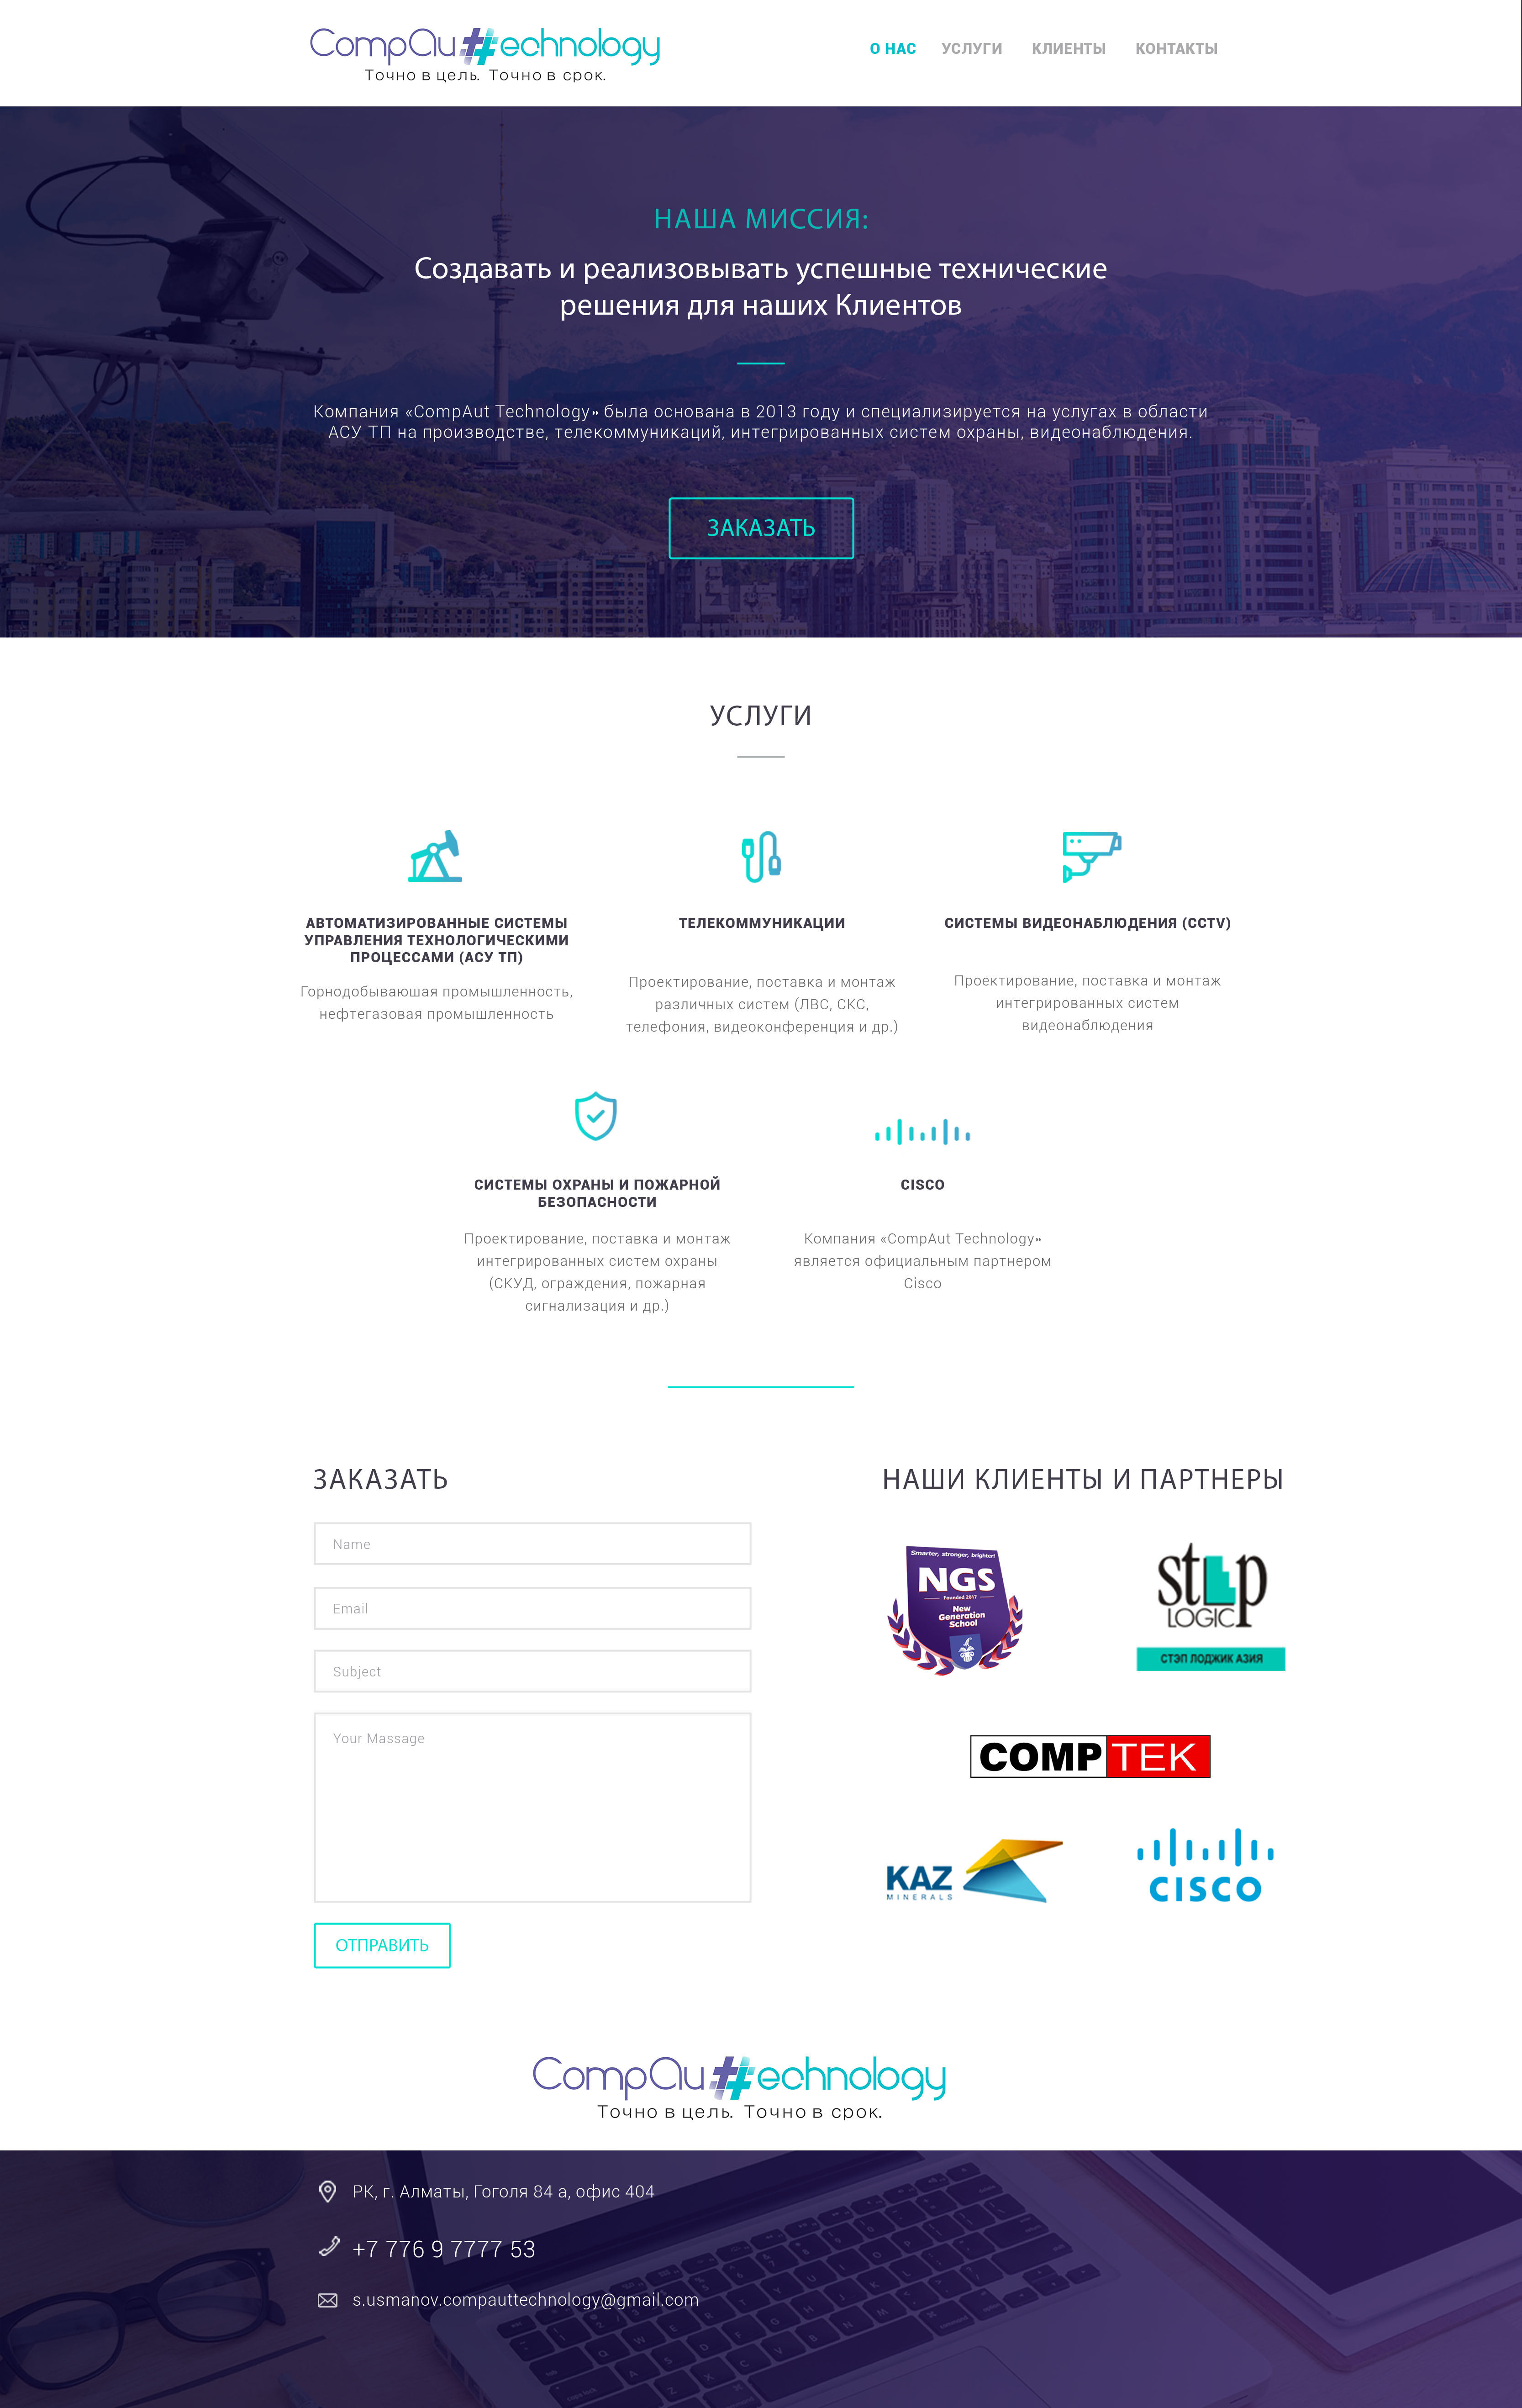 CompAu##echnology
Точно в цель. Точно в срок.
О НАС УСЛУГИ КЛИЕНТЫ КОНТАКТЫ
НАША МИССИЯ:
Создавать и реализовывать успешные технические
решения для наших Клиентов
Компания «CompAut Technology» была основана в 2013 году и специализируется на услугах в области
АСУ ТП на производстве, телекоммуникаций, интегрированных систем охраны, видеонаблюдения.
ЗАКАЗАТЬ
УСЛУГИ
АВТОМАТИЗИРОВАННЫЕ СИСТЕМЫ
УПРАВЛЕНИЯ ТЕХНОЛОГИЧЕСКИМИ
ПРОЦЕССАМИ (АСУ ТП)
Горнодобываюшая промышленность,
нефтегазовая промышленность
ТЕЛЕКОММУНИКАЦИИ
Проектирование, поставка и монтаж
различных систем (ЛВС, СКС,
телефония, видеоконференция и др.)
СИСТЕМЫ ВИДЕОНАБЛЮДЕНИЯ (CCTV)
Проектирование, поставка и монтаж
интегрированных систем
видеонаблюдения
СИСТЕМЫ ОХРАНЫ И ПОЖАРНОЙ
БЕЗОПАСНОСТИ
Проектирование, поставка и монтаж
интегрированных систем охраны
(СКУД, ограждения, пожарная
сигнализация и др.)
CISCO
Компания «CompAut Technology»
является официальным партнером
Cisco
ЗАКАЗАТЬ
Name
Email
Subject
Your Massage
ОТПРАВИТЬ
НАШИ КЛИЕНТЫ И ПАРТНЕРЫ
Smarter, stronger, brighter!
NGS
Founded 2017
New
Generation
School
step
LOGIC
СТЭП ЛОДЖИК АЗИЯ
COMPTEK
KAZ
MINERALS
CISCO
CompAu##echnology
Точно в цель. Точно в срок.
РК, г. Алматы, Гоголя 84 а, офис 404
+7 776 9 7777 53
s.usmanov.compauttechnology@gmail.com